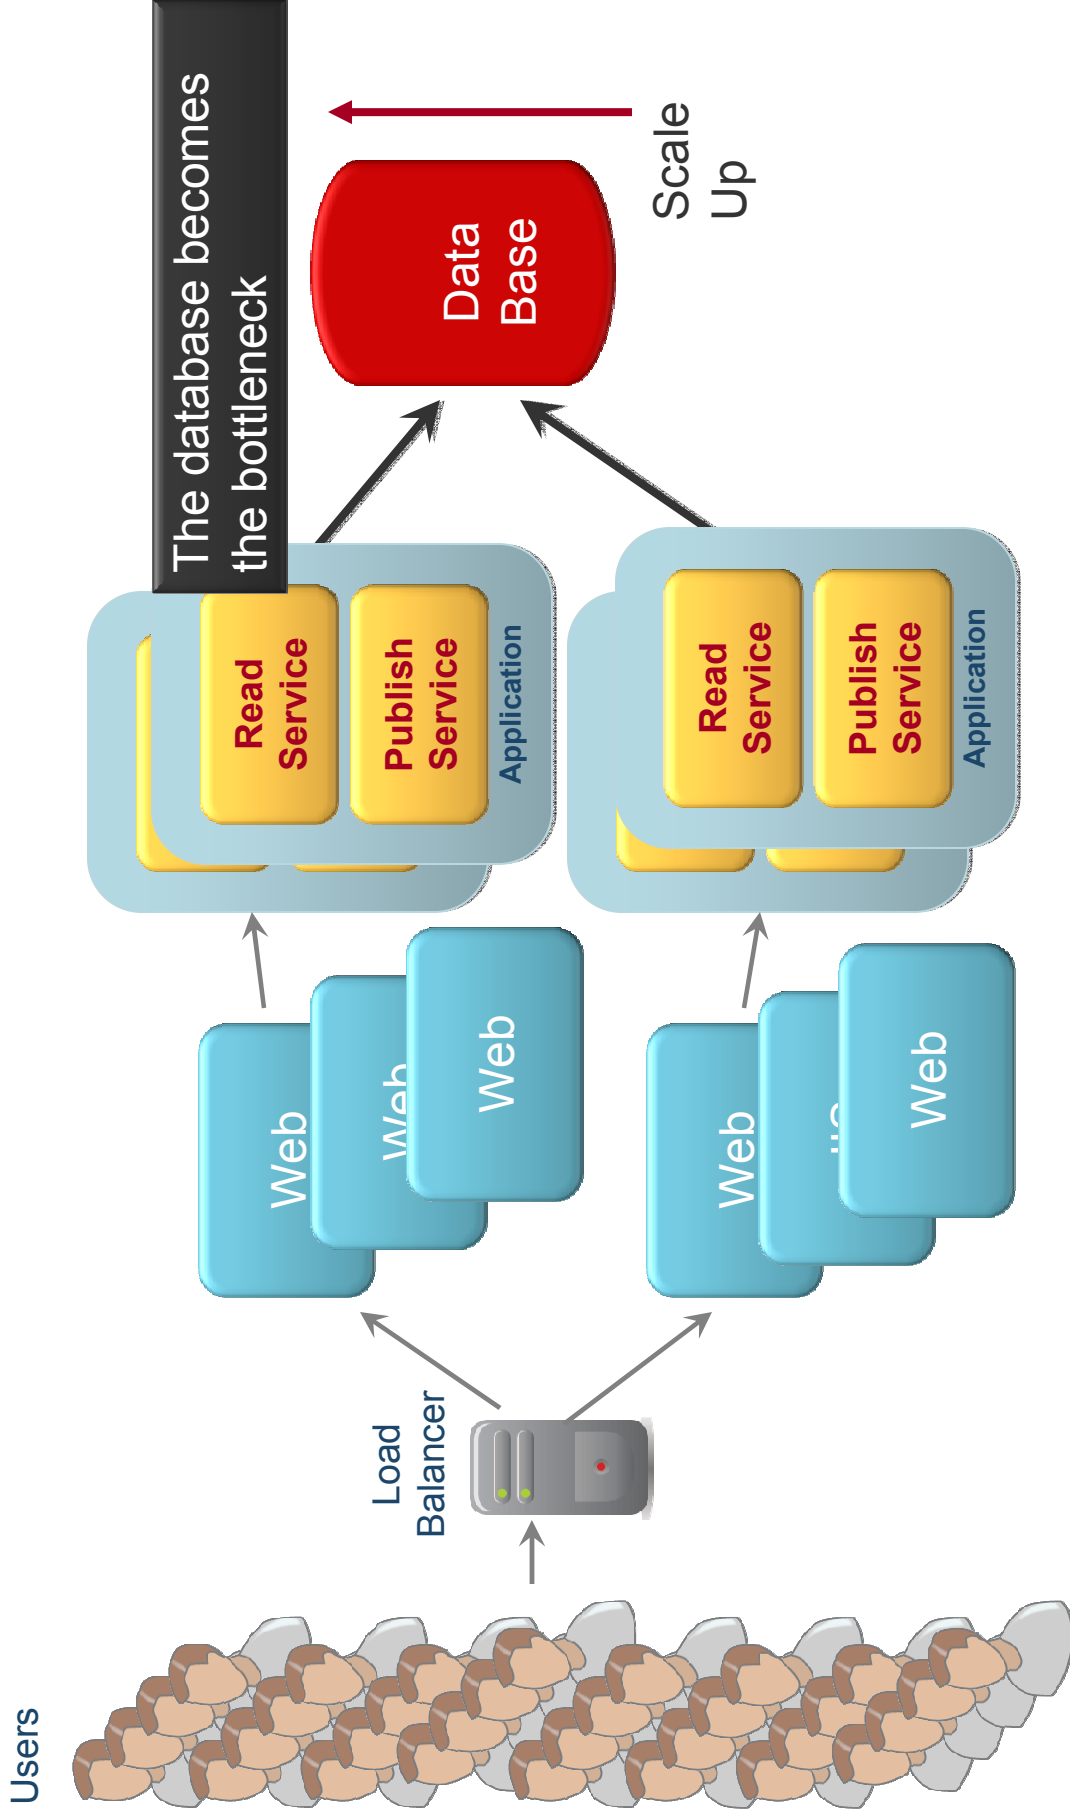 Users
Load
Balancer
Web
Web
Web
Web
Web
Read
Service
Publish
Service
Application
Read
Service
Publish
Service
Application
The database becomes
the bottleneck
Data
Base
Scale
Up